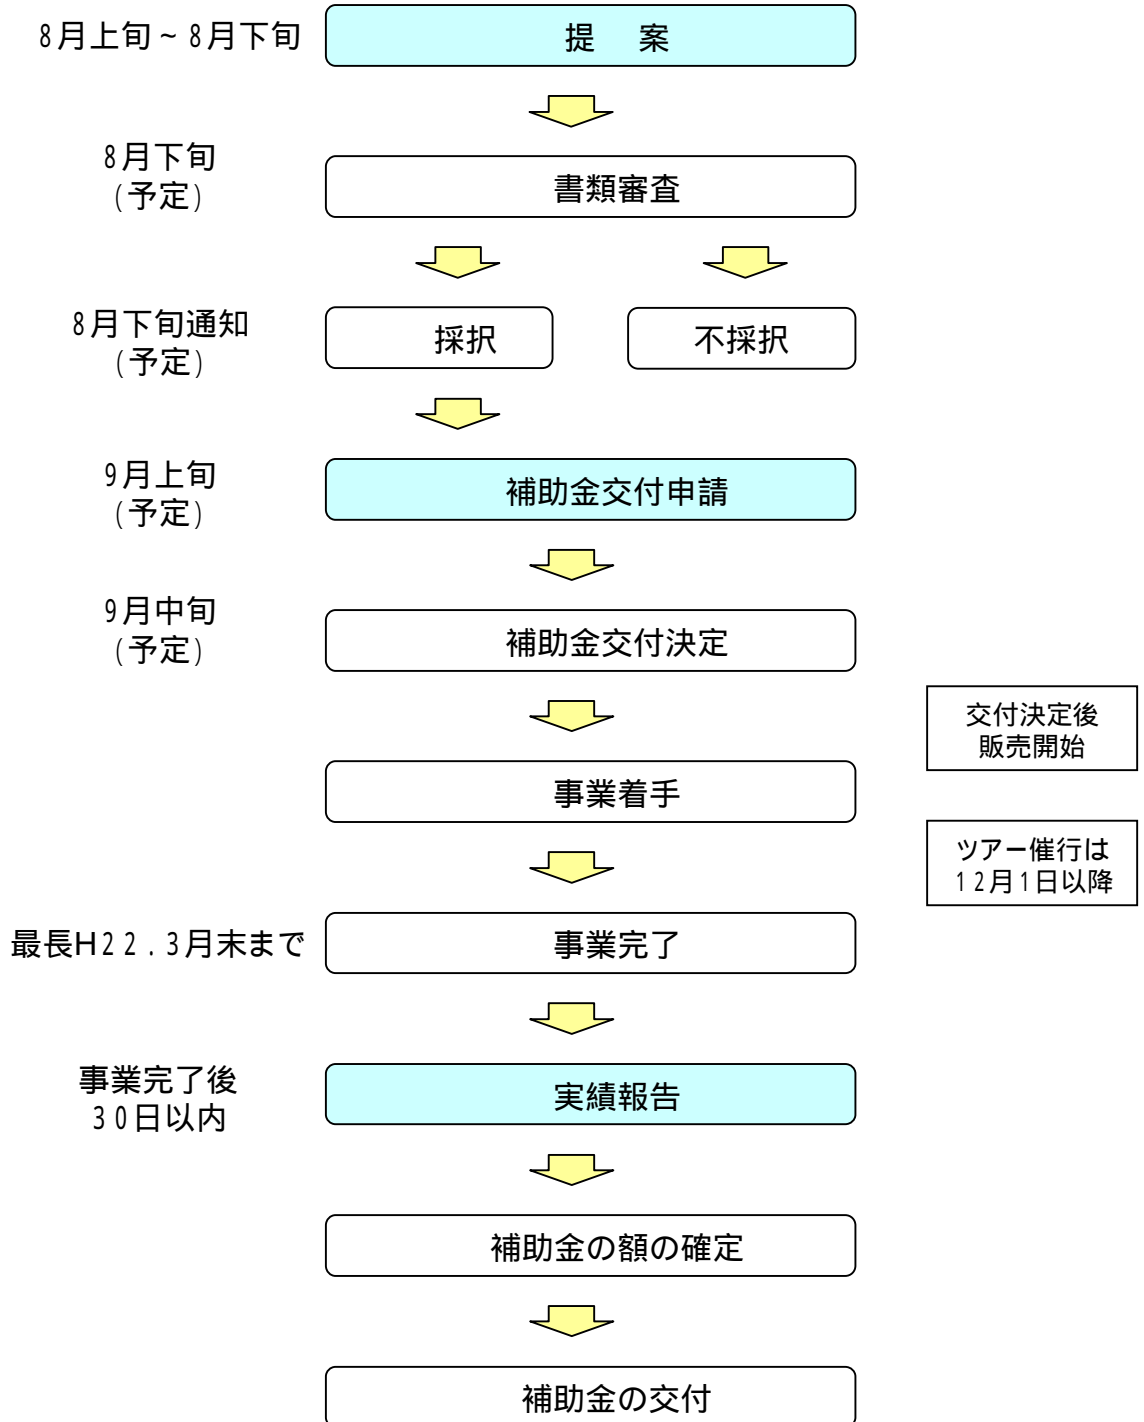 8月上旬~8月下旬
提　案
8月下旬
(予定)
書類審査
8月下旬通知
(予定)
採択
不採択
9月上旬
(予定)
補助金交付申請
9月中旬
(予定)
補助金交付決定
交付決定後
販売開始
事業着手
ツアー催行は
12月1日以降
最長H22.3月末まで
事業完了
事業完了後
30日以内
実績報告
補助金の額の確定
補助金の交付